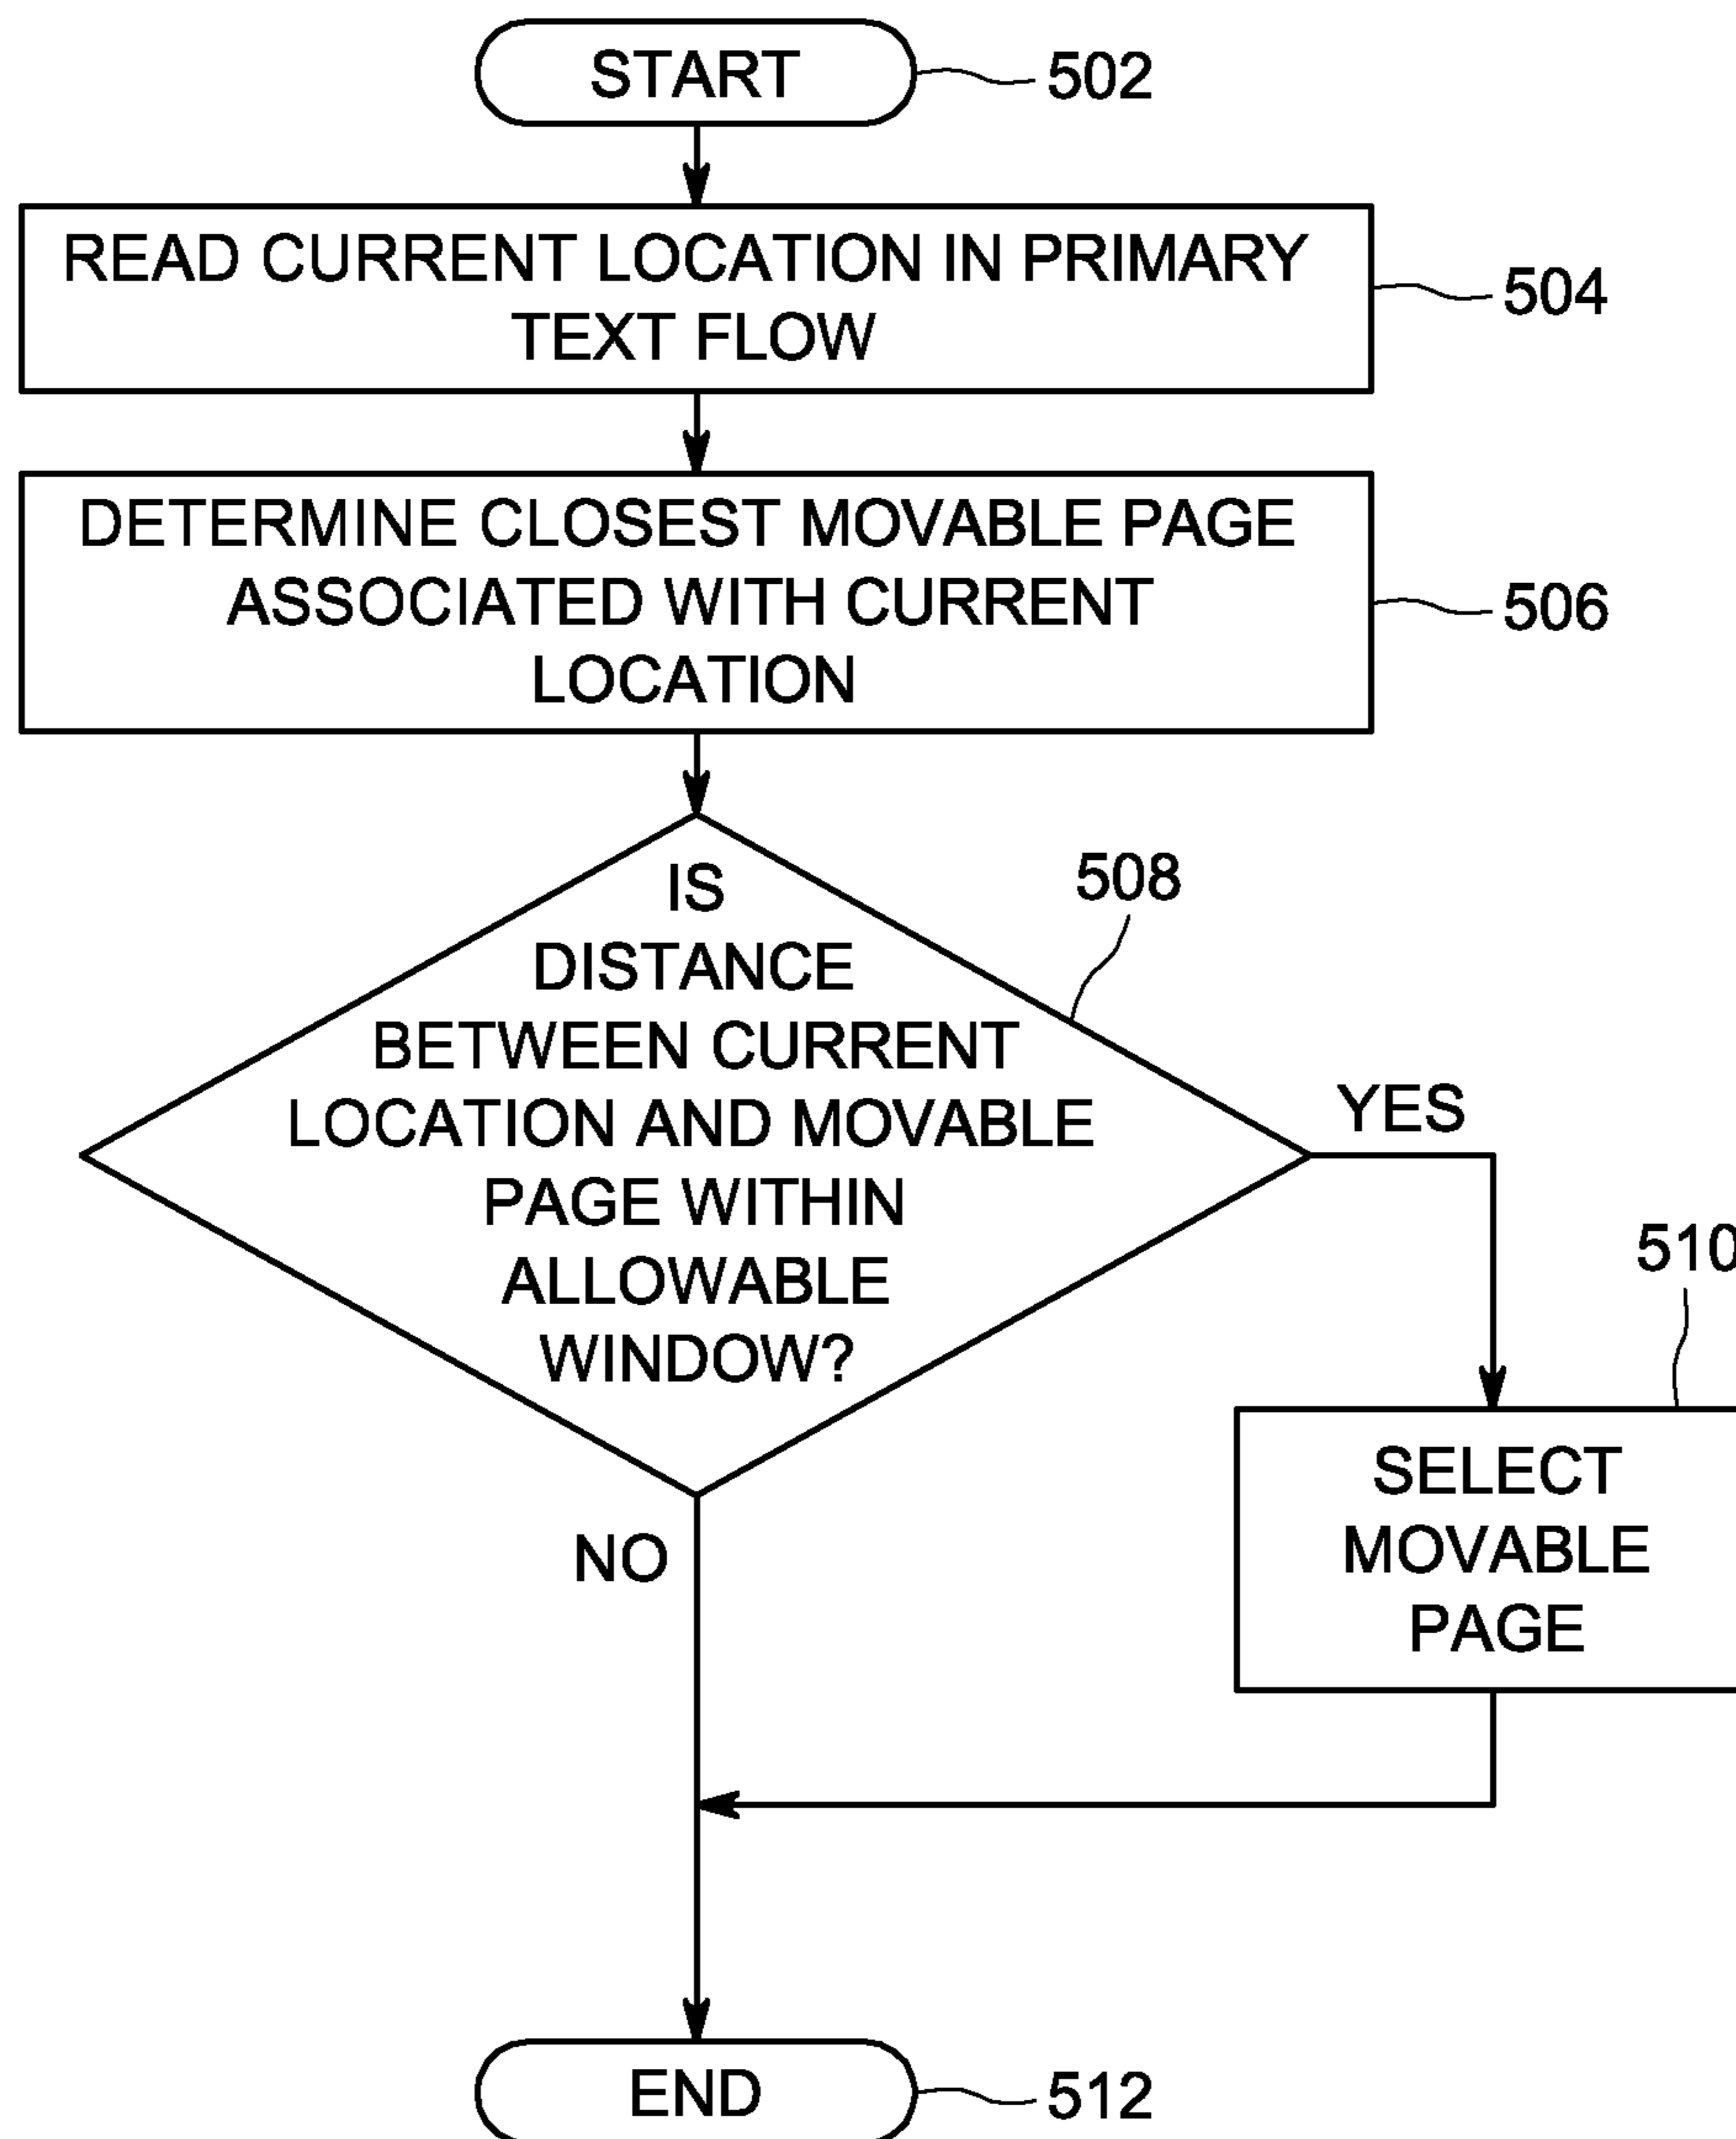 START
502
READ CURRENT LOCATION IN PRIMARY
TEXT FLOW
504
DETERMINE CLOSEST MOVABLE PAGE
ASSOCIATED WITH CURRENT
LOCATION
506
IS
DISTANCE
BETWEEN CURRENT
LOCATION AND MOVABLE
PAGE WITHIN
ALLOWABLE
WINDOW?
508
YES
510
SELECT
MOVABLE
PAGE
NO
END
512